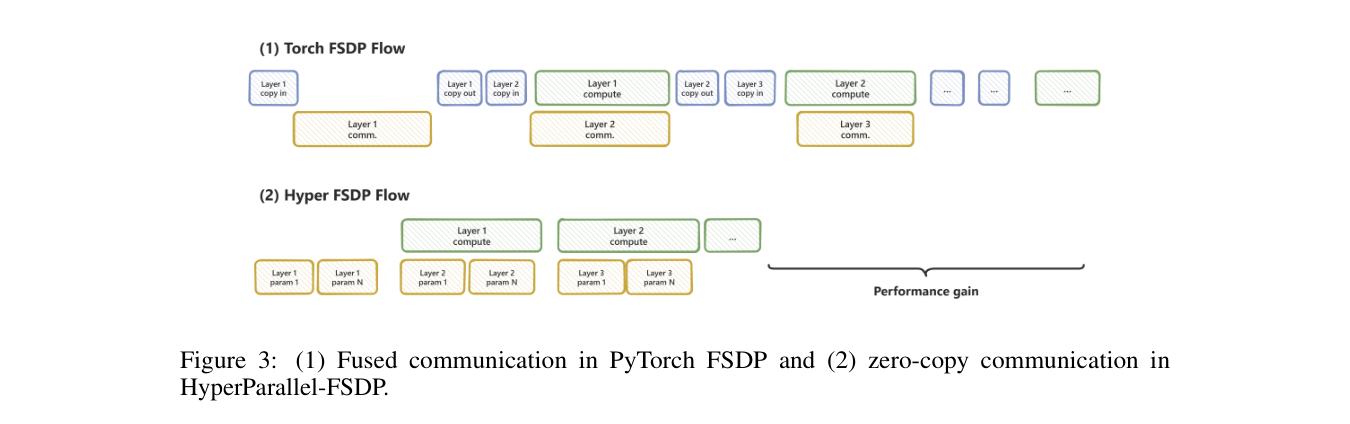 (1) Torch FSDP Flow
Layer 1
copy in
Layer 1
copy out
Layer 2
copy in
Layer 1
compute
Layer 2
copy out
Layer 3
copy in
Layer 2
compute
...
...
...
Layer 1
comm.
Layer 2
comm.
Layer 3
comm.
(2) Hyper FSDP Flow
Layer 1
compute
Layer 2
compute
...
Layer 1
param 1
Layer 1
param N
Layer 2
param 1
Layer 2
param N
Layer 3
param 1
Layer 3
param N
Performance gain
Figure 3: (1) Fused communication in PyTorch FSDP and (2) zero-copy communication in
HyperParallel-FSDP.